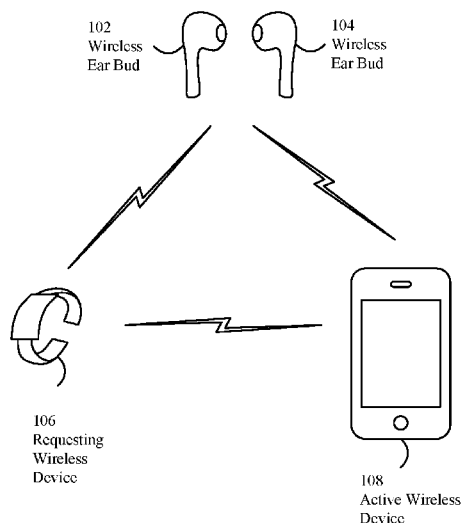 102
Wireless
Ear Bud
104
Wireless
Ear Bud
106
Requesting
Wireless
Device
108
Active Wireless
Device